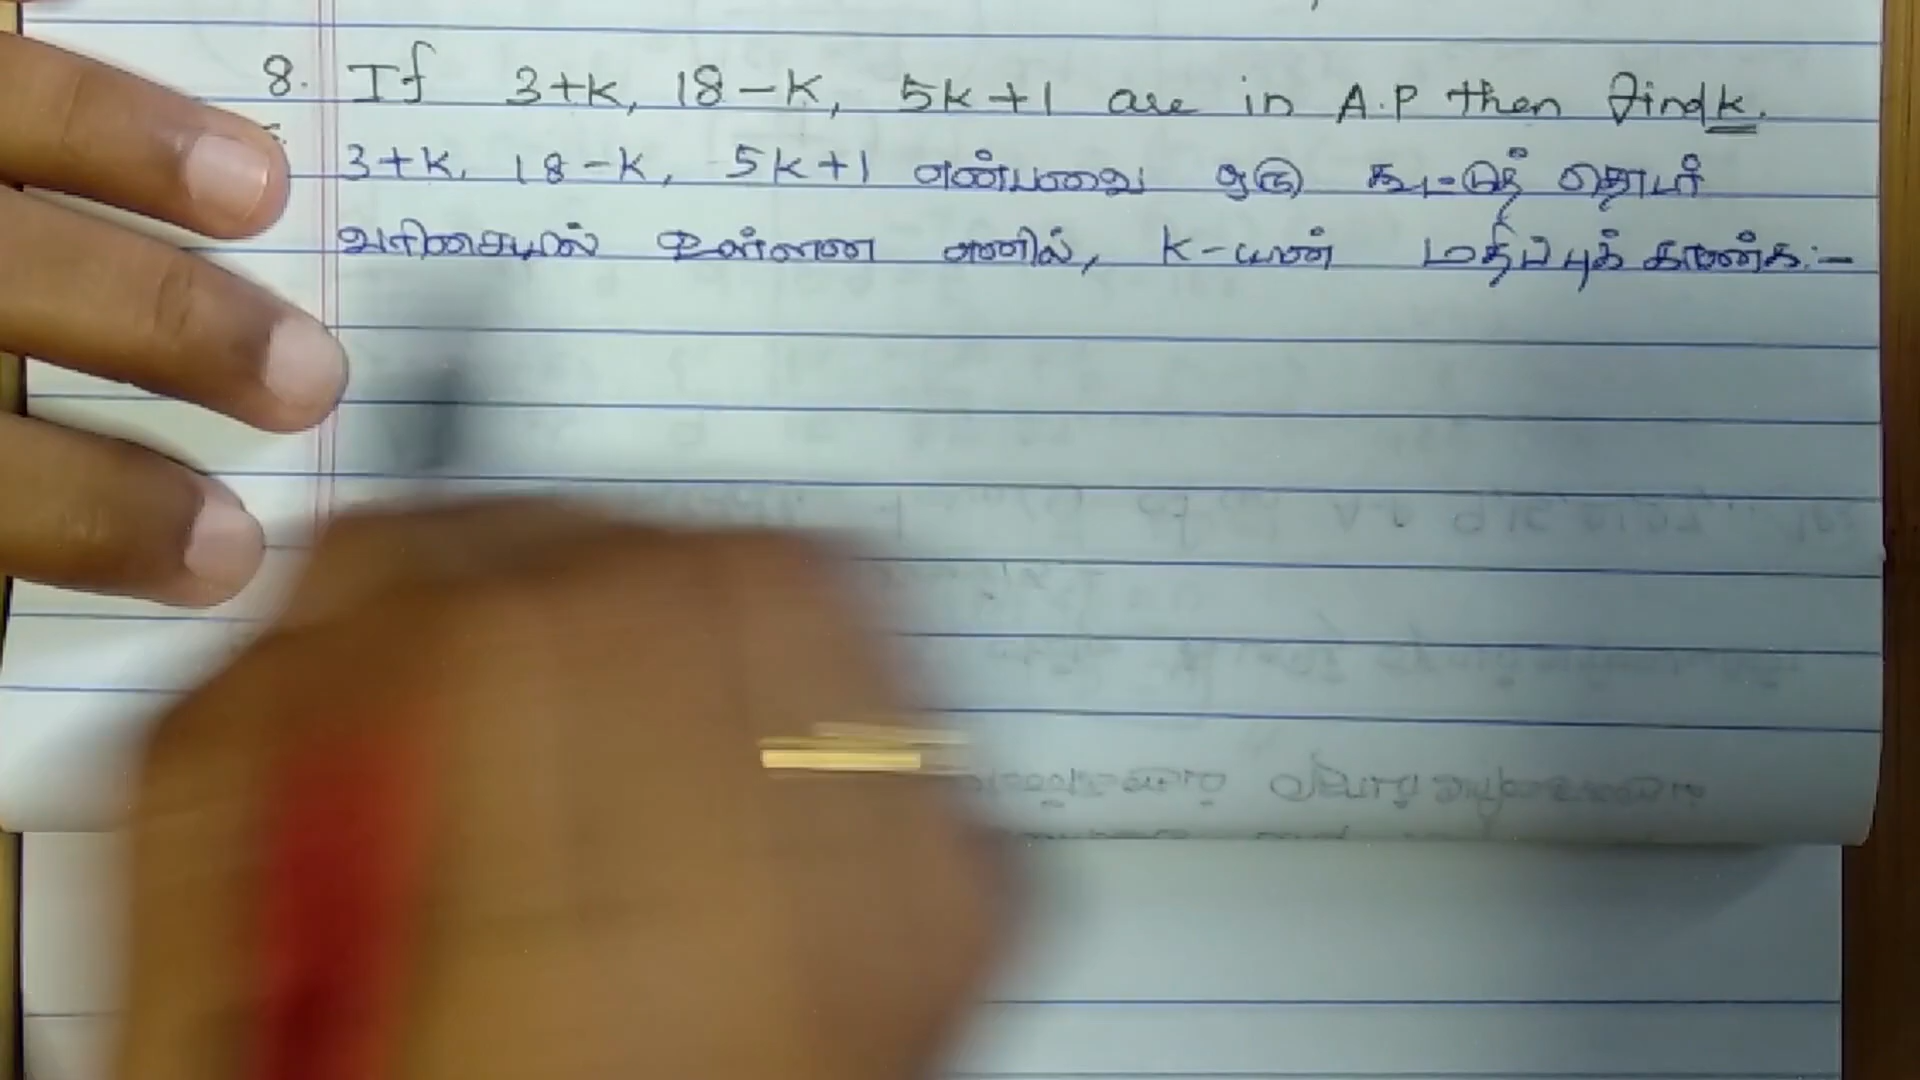 8. If 3+k, 18-k, 5k+1 are in A.P then find k.
3+k, 18-k, 5k+1 என்பவை ஒரு கூட்டுத் தொடர்
வரிசையில் உள்ளன எனில், k-யின் மதிப்புக் காண்க:-